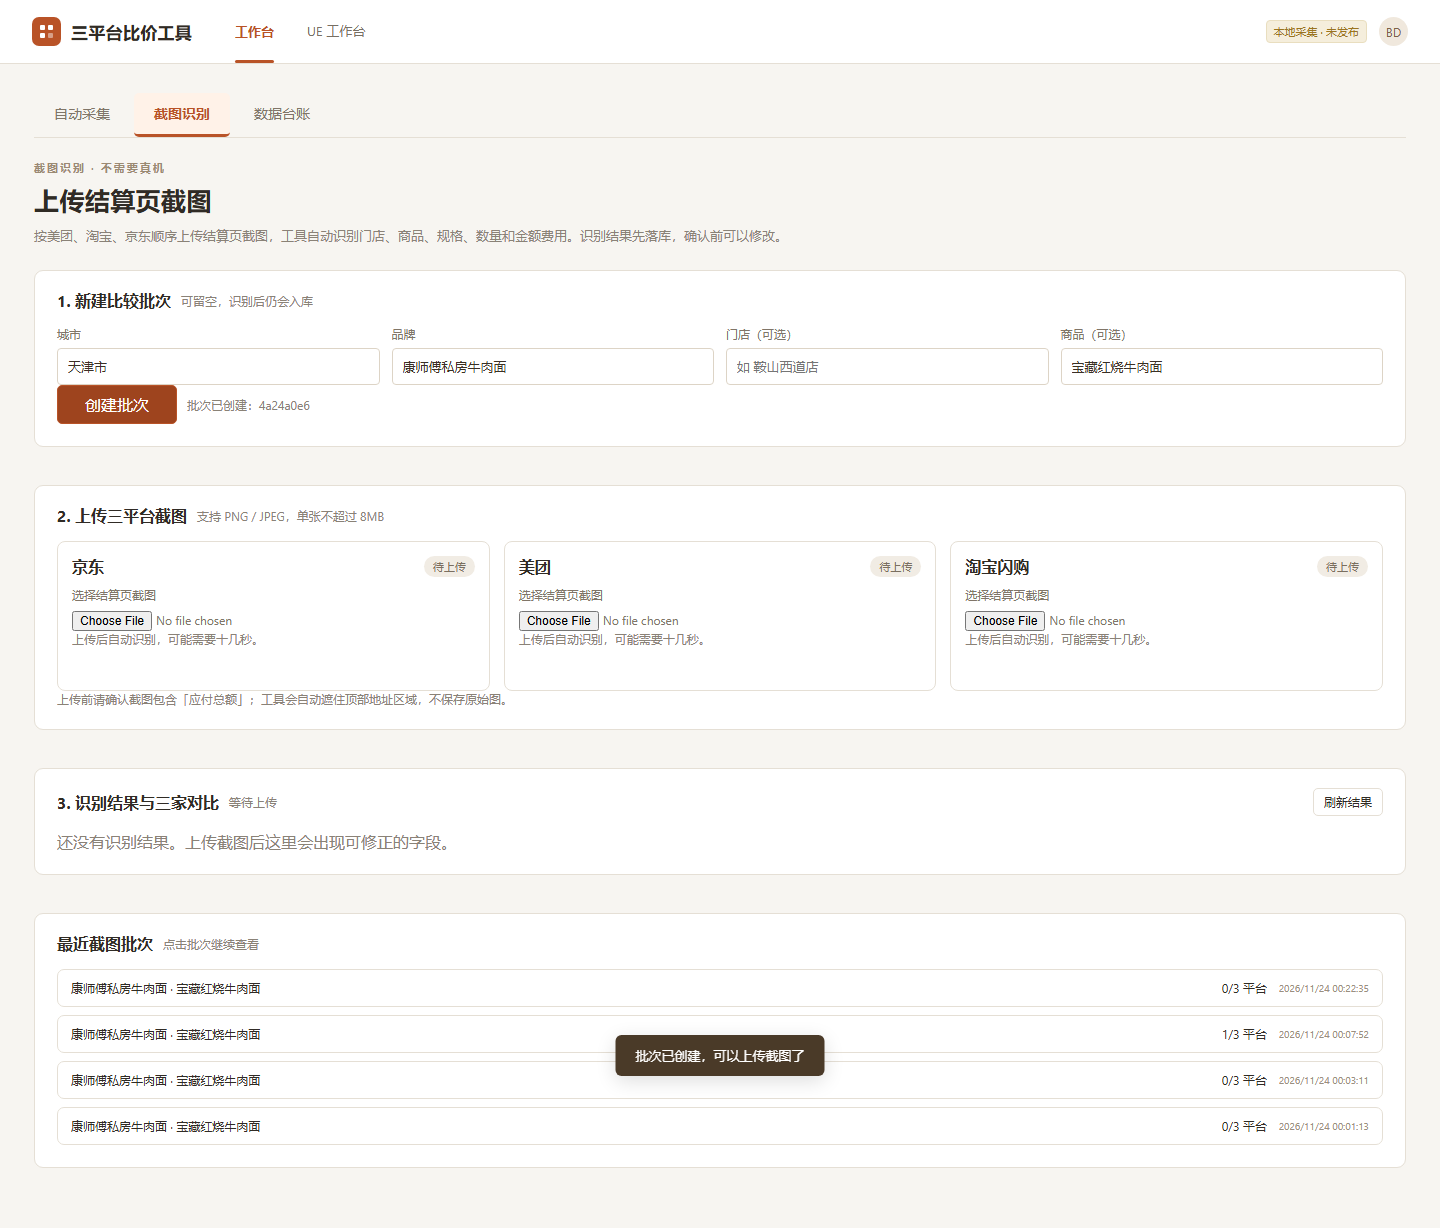 三平台比价工具
工作台
UE 工作台
本地采集 · 未发布
BD
自动采集
截图识别
数据台账
截图识别 · 不需要真机
上传结算页截图
按美团、淘宝、京东顺序上传结算页截图，工具自动识别门店、商品、规格、数量和金额费用。识别结果先落库，确认前可以修改。
1. 新建比较批次 可留空，识别后仍会入库
城市
品牌
门店（可选）
商品（可选）
天津市
康师傅私房牛肉面
如 鞍山西道店
宝藏红烧牛肉面
创建批次
批次已创建：4a24a0e6
2. 上传三平台截图 支持 PNG / JPEG，单张不超过 8MB
京东
待上传
选择结算页截图
Choose File No file chosen
上传后自动识别，可能需要十几秒。
美团
待上传
选择结算页截图
Choose File No file chosen
上传后自动识别，可能需要十几秒。
淘宝闪购
待上传
选择结算页截图
Choose File No file chosen
上传后自动识别，可能需要十几秒。
上传前请确认截图包含「应付总额」；工具会自动遮住顶部地址区域，不保存原始图。
3. 识别结果与三家对比 等待上传
刷新结果
还没有识别结果。上传截图后这里会出现可修正的字段。
最近截图批次 点击批次继续查看
康师傅私房牛肉面 · 宝藏红烧牛肉面 0/3 平台 2026/11/24 00:22:35
康师傅私房牛肉面 · 宝藏红烧牛肉面 1/3 平台 2026/11/24 00:07:52
批次已创建，可以上传截图了
康师傅私房牛肉面 · 宝藏红烧牛肉面 0/3 平台 2026/11/24 00:03:11
康师傅私房牛肉面 · 宝藏红烧牛肉面 0/3 平台 2026/11/24 00:01:13